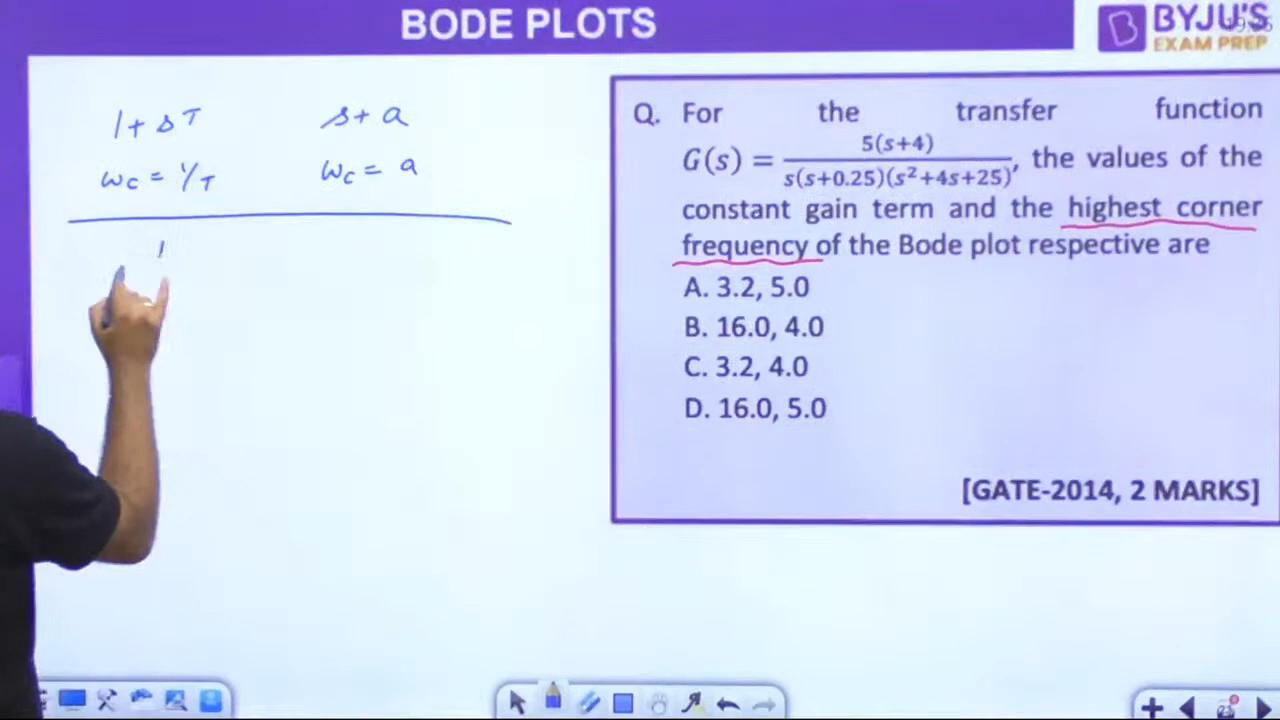 BODE PLOTS
BYJU'S
EXAM PREP
1 + sT
s + a
ωc = 1/T
ωc = a
1
Q. For the transfer function
G(s) = 5(s+4) / s(s+0.25)(s²+4s+25), the values of the
constant gain term and the highest corner
frequency of the Bode plot respective are
A. 3.2, 5.0
B. 16.0, 4.0
C. 3.2, 4.0
D. 16.0, 5.0
[GATE-2014, 2 MARKS]